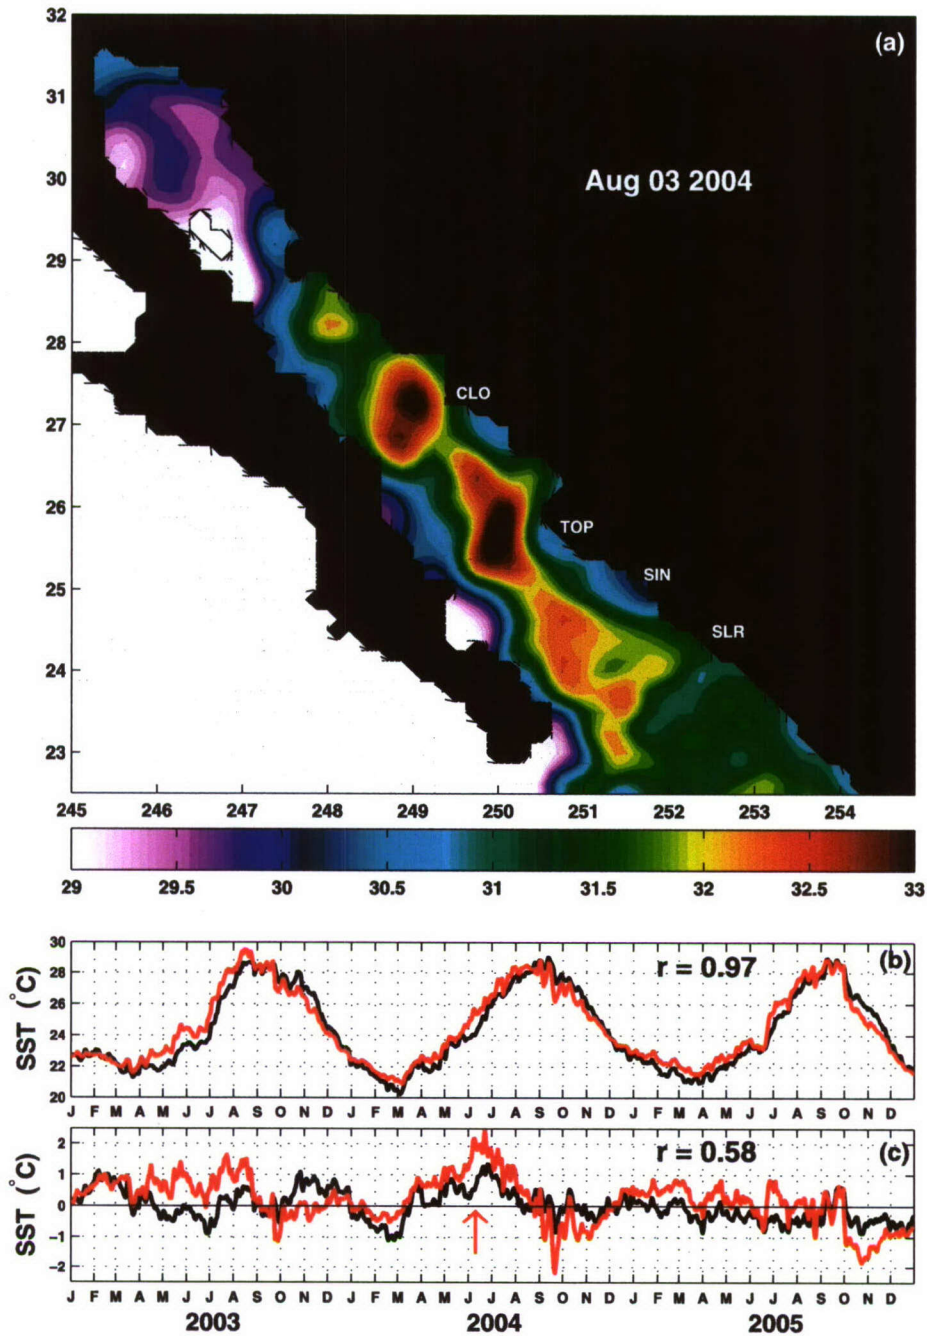 32
(a)
31
Aug 03 2004
30
29
28
27
CLO
26
TOP
25
SIN
24
SLR
23
245 246 247 248 249 250 251 252 253 254
29 29.5 30 30.5 31 31.5 32 32.5 33
30
28
26
24
22
20
SST (°C)
r = 0.97
(b)
J F M A M J J A S O N D J F M A M J J A S O N D J F M A M J J A S O N D
2
1
0
−1
−2
SST (°C)
r = 0.58
(c)
J F M A M J J A S O N D J F M A M J J A S O N D J F M A M J J A S O N D
2003 2004 2005